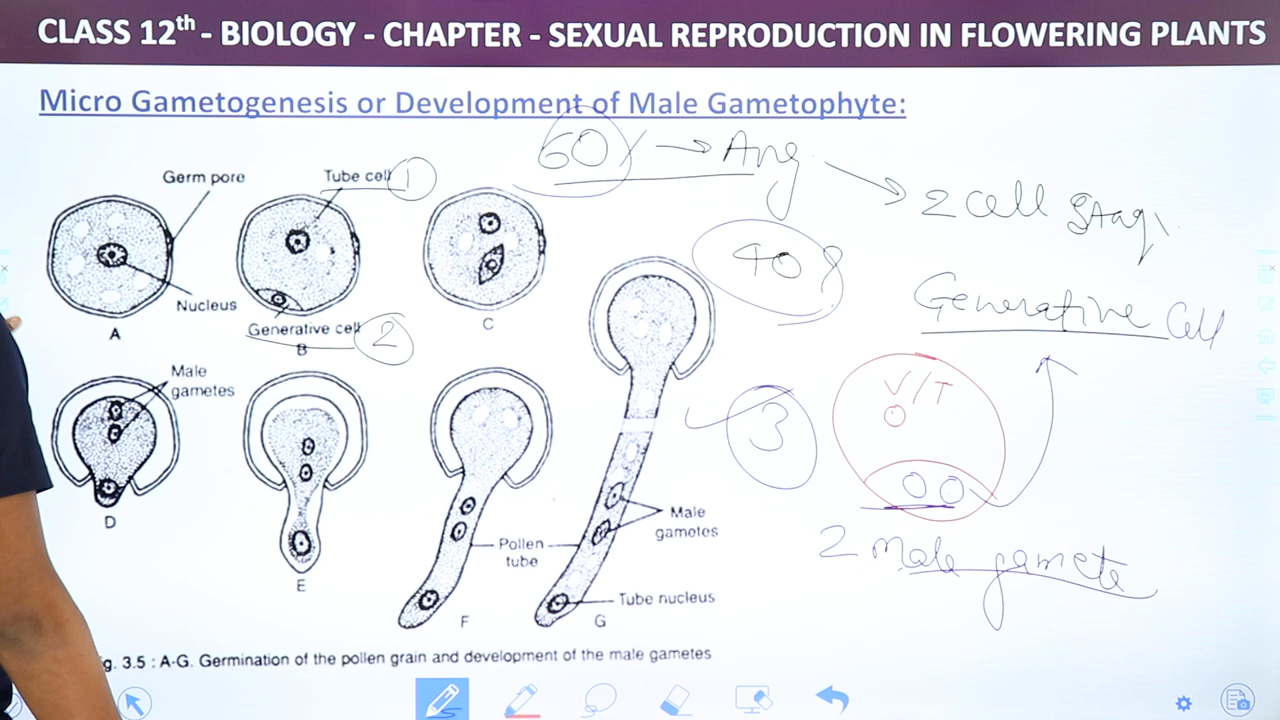 CLASS 12th - BIOLOGY - CHAPTER - SEXUAL REPRODUCTION IN FLOWERING PLANTS
Micro Gametogenesis or Development of Male Gametophyte:
60% → Ang → 2 cell Stage
40%
Germ pore
Tube cell 1
Nucleus
Generative cell 2
A
B
C
Generative Cell
Male gametes
D
E
F
G
Pollen tube
Male gametes
Tube nucleus
3
V/T
2 male gamete
g. 3.5 : A-G. Germination of the pollen grain and development of the male gametes